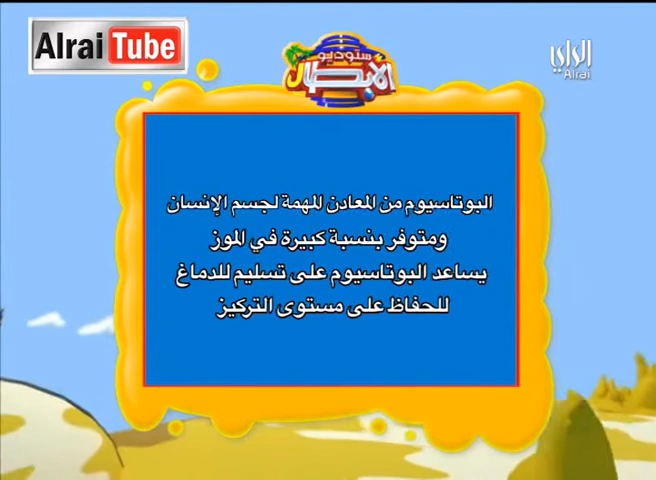 Alrai Tube
ستوديو
الأبطال
الراي
Alrai
البوتاسيوم من المعادن المهمة لجسم الإنسان
ومتوفر بنسبة كبيرة في الموز
يساعد البوتاسيوم على تسليم للدماغ
للحفاظ على مستوى التركيز